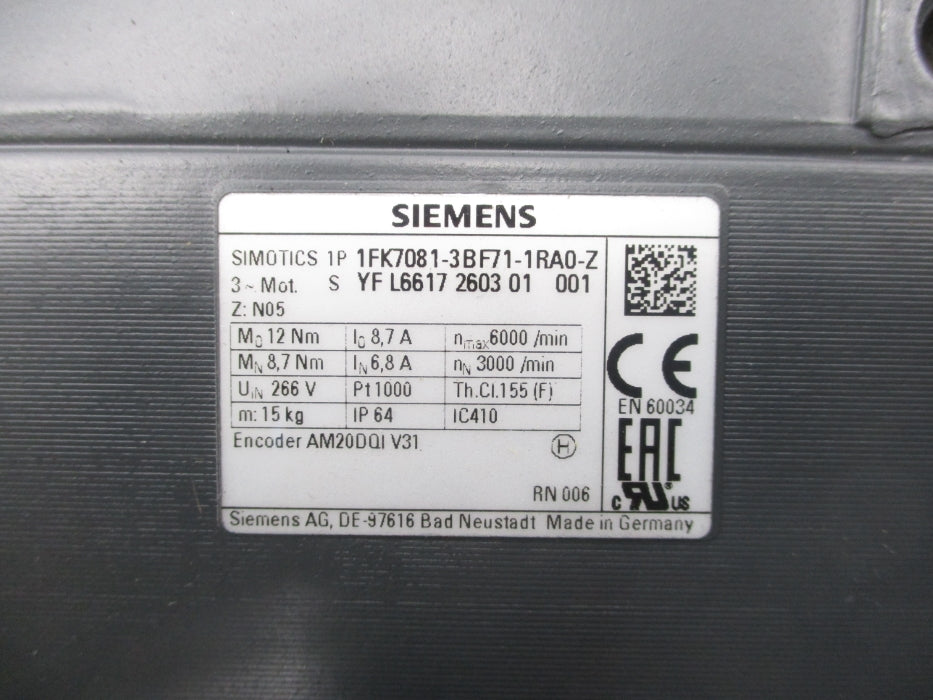 SIEMENS
SIMOTICS 1P 1FK7081-3BF71-1RA0-Z
3~Mot. S YF L6617 2603 01 001
Z: N05
M0 12 Nm I0 8,7 A nmax 6000 /min
MN 8,7 Nm IN 6,8 A nN 3000 /min
UIN 266 V Pt1000 Th.Cl.155 (F)
m: 15 kg IP 64 IC410
Encoder AM20DQI V31 H
RN 006
CE
EN 60034
EAC
c RU ® US
Siemens AG, DE-97616 Bad Neustadt Made in Germany